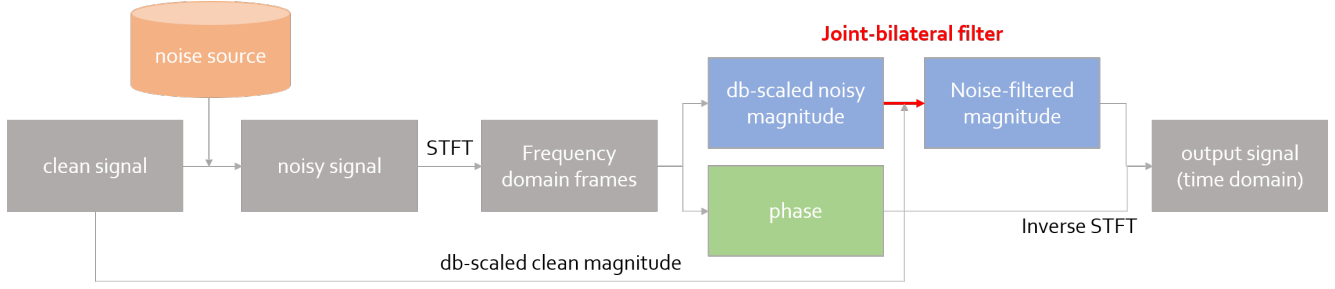 noise source
Joint-bilateral filter
db-scaled noisy
magnitude
Noise-filtered
magnitude
clean signal
noisy signal
STFT
Frequency
domain frames
output signal
(time domain)
phase
Inverse STFT
db-scaled clean magnitude